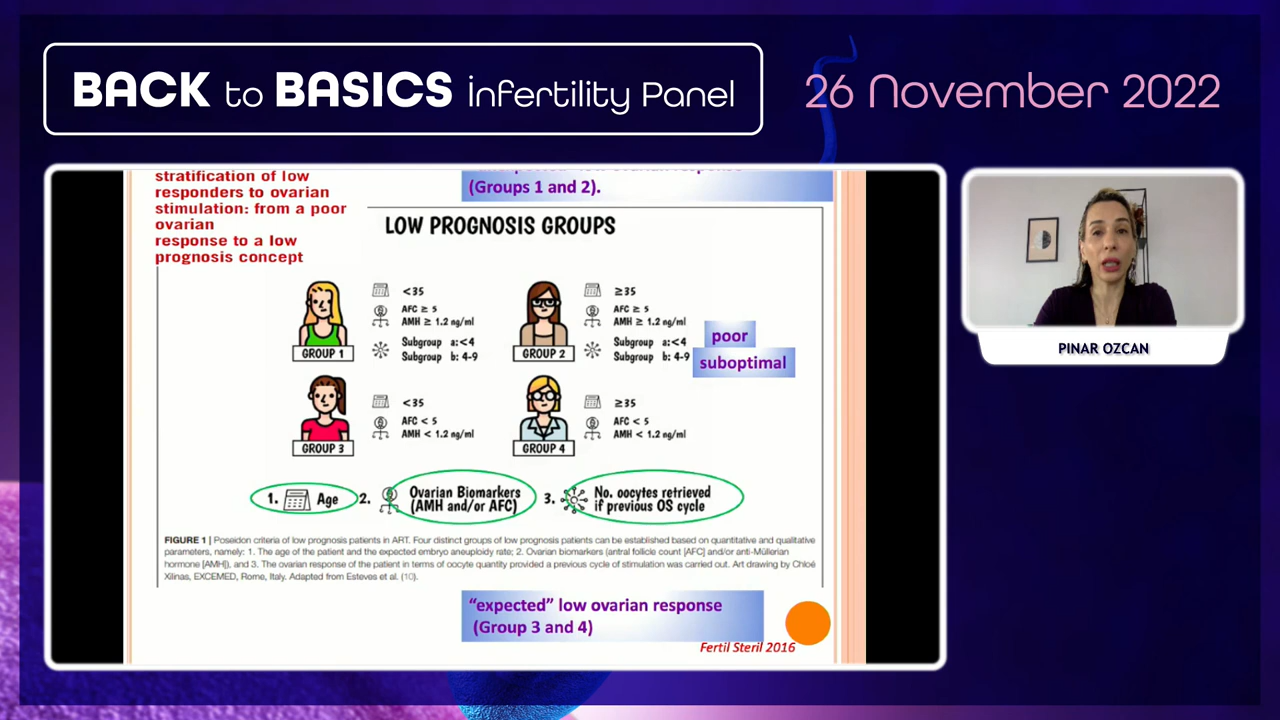 BACK to BASICS infertility Panel
26 November 2022
stratification of low
responders to ovarian
stimulation: from a poor
ovarian
response to a low
prognosis concept
(Groups 1 and 2).
LOW PROGNOSIS GROUPS
<35
AFC ≥ 5
AMH ≥ 1.2 ng/ml
Subgroup a:<4
Subgroup b: 4-9
GROUP 1
≥35
AFC ≥ 5
AMH ≥ 1.2 ng/ml
Subgroup a:<4
Subgroup b: 4-9
GROUP 2
poor
suboptimal
<35
AFC < 5
AMH < 1.2 ng/ml
GROUP 3
≥35
AFC < 5
AMH < 1.2 ng/ml
GROUP 4
1. Age
2. Ovarian Biomarkers
(AMH and/or AFC)
3. No. oocytes retrieved
if previous OS cycle
FIGURE 1 | Poseidon criteria of low prognosis patients in ART. Four distinct groups of low prognosis patients can be established based on quantitative and qualitative
parameters, namely: 1. The age of the patient and the expected embryo aneuploidy rate; 2. Ovarian biomarkers (antral follicle count [AFC] and/or anti-Müllerian
hormone [AMH]), and 3. The ovarian response of the patient in terms of oocyte quantity provided a previous cycle of stimulation was carried out. Art drawing by Chloé
Xilinas, EXCEMED, Rome, Italy. Adapted from Esteves et al. (10).
“expected” low ovarian response
(Group 3 and 4)
Fertil Steril 2016
PINAR OZCAN